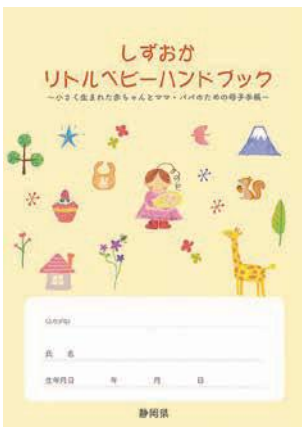 しずおか
リトルベビーハンドブック
～小さく生まれた赤ちゃんとママ・パパのための母子手帳～
氏 名
生年月日 年 月 日
静岡県